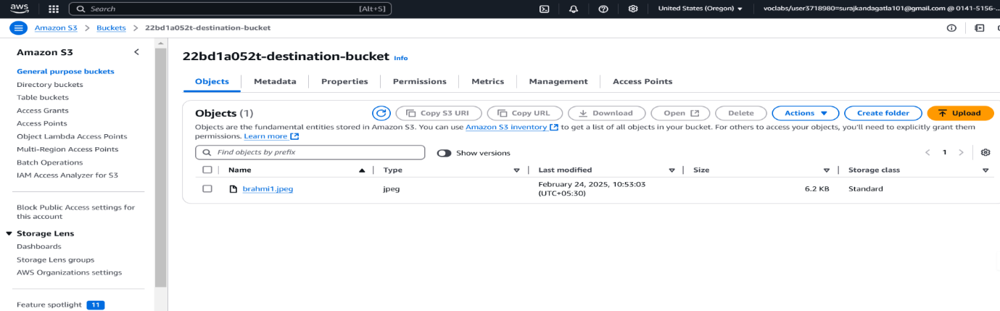 aws
Search [Alt+S] United States (Oregon) voclabs/user3718980=surajkandagatla101@gmail.com @ 0141-5156-...
Amazon S3 > Buckets > 22bd1a052t-destination-bucket
Amazon S3
General purpose buckets
Directory buckets
Table buckets
Access Grants
Access Points
Object Lambda Access Points
Multi-Region Access Points
Batch Operations
IAM Access Analyzer for S3
Block Public Access settings for
this account
Storage Lens
Dashboards
Storage Lens groups
AWS Organizations settings
Feature spotlight 11
22bd1a052t-destination-bucket Info
Objects Metadata Properties Permissions Metrics Management Access Points
Objects (1) Copy S3 URI Copy URL Download Open Delete Actions Create folder Upload
Objects are the fundamental entities stored in Amazon S3. You can use Amazon S3 inventory to get a list of all objects in your bucket. For others to access your objects, you'll need to explicitly grant them
permissions. Learn more
Find objects by prefix Show versions 1
Name Type Last modified Size Storage class
brahmi1.jpeg jpeg February 24, 2025, 10:53:03 6.2 KB Standard
(UTC+05:30)